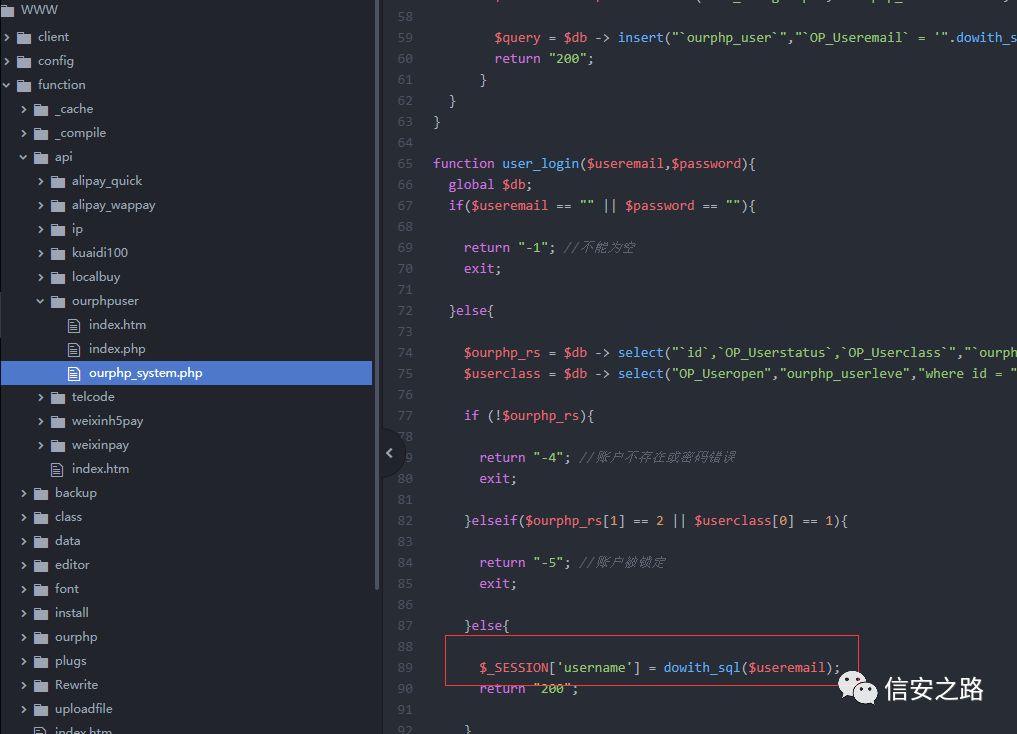 WWW
client
config
function
_cache
_compile
api
alipay_quick
alipay_wappay
ip
kuaidi100
localbuy
ourphpuser
index.htm
index.php
ourphp_system.php
telcode
weixinh5pay
weixinpay
index.htm
backup
class
data
editor
font
install
ourphp
plugs
Rewrite
uploadfile
index.htm
58
59 $query = $db -> insert("`ourphp_user`","`OP_Useremail` = '".dowith_s
60 return "200";
61 }
62 }
63 }
64
65 function user_login($useremail,$password){
66 global $db;
67 if($useremail == "" || $password == ""){
68
69 return "-1"; //不能为空
70 exit;
71
72 }else{
73
74 $ourphp_rs = $db -> select("`id`,`OP_Userstatus`,`OP_Userclass`","`ourph
75 $userclass = $db -> select("OP_Useropen","ourphp_userleve","where id = "
76
77 if (!$ourphp_rs){
78
79 return "-4"; //账户不存在或密码错误
80 exit;
81
82 }elseif($ourphp_rs[1] == 2 || $userclass[0] == 1){
83
84 return "-5"; //账户被锁定
85 exit;
86
87 }else{
88
89 $_SESSION['username'] = dowith_sql($useremail);
90 return "200";
91
92 }
信安之路